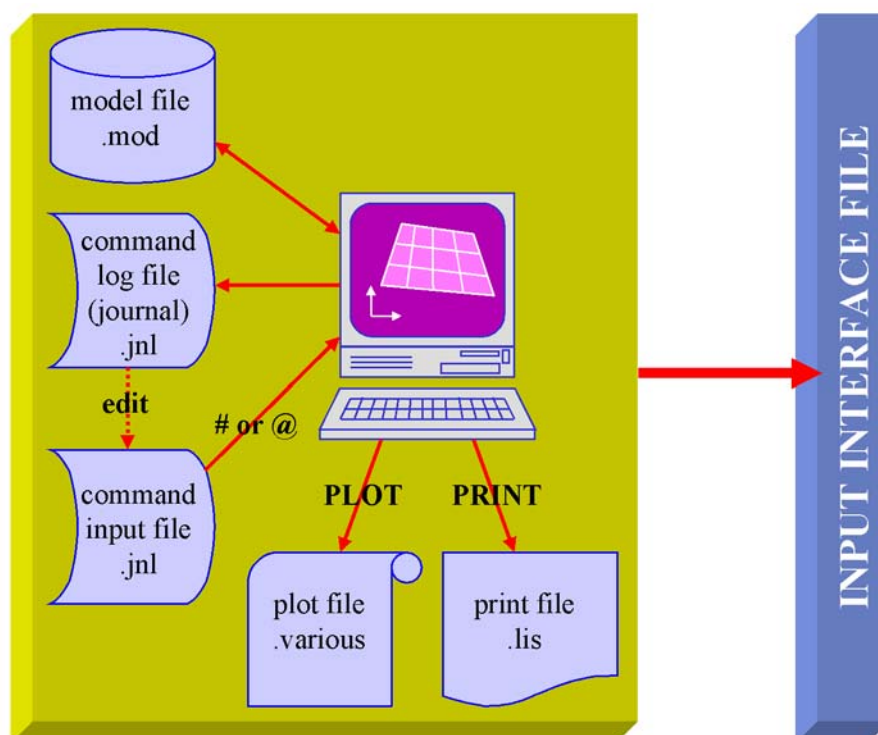 model file
.mod
command
log file
(journal)
.jnl
edit
# or @
command
input file
.jnl
PLOT
PRINT
plot file
.various
print file
.lis
INPUT INTERFACE FILE